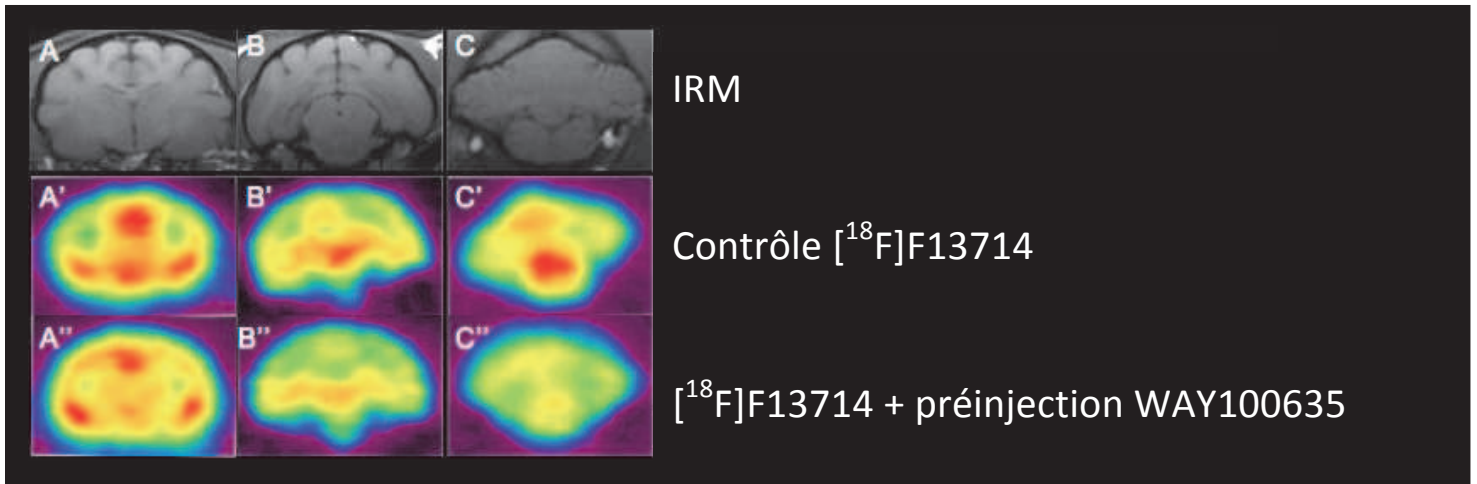 A B C
IRM
A' B' C'
Contrôle [¹⁸F]F13714
A'' B'' C''
[¹⁸F]F13714 + préinjection WAY100635